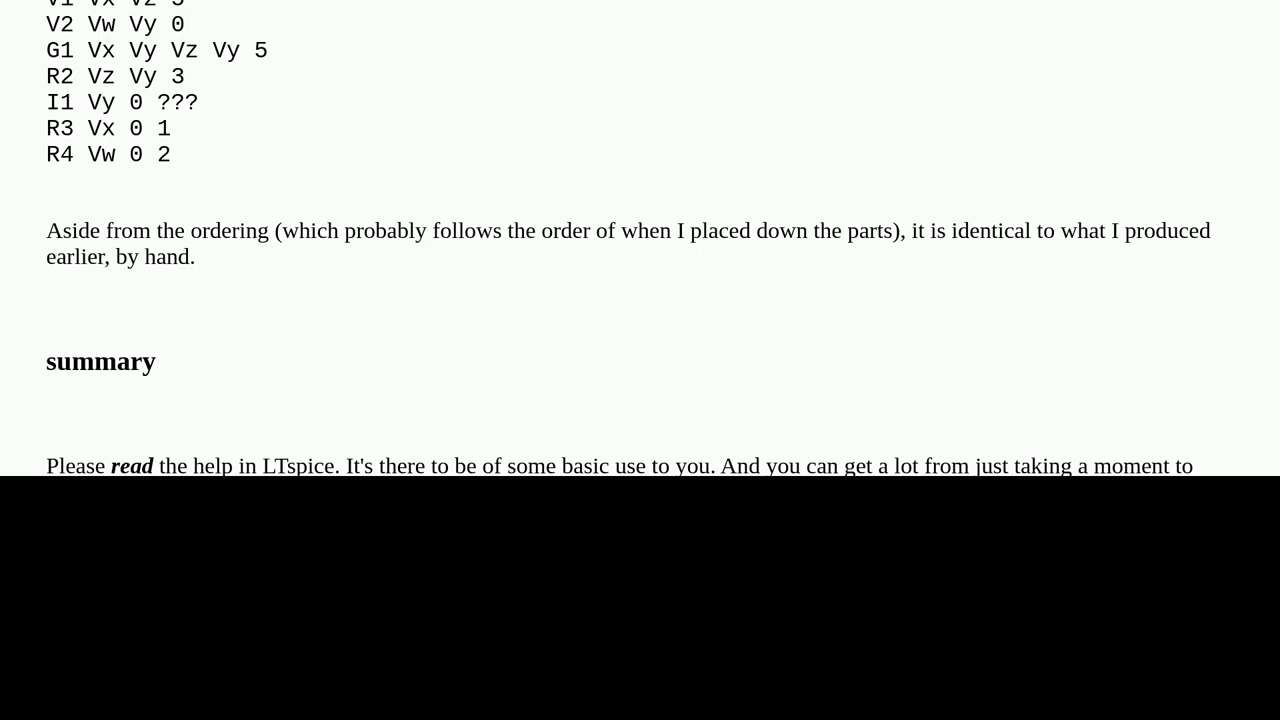 V1 Vx Vz 5
V2 Vw Vy 0
G1 Vx Vy Vz Vy 5
R2 Vz Vy 3
I1 Vy 0 ???
R3 Vx 0 1
R4 Vw 0 2
Aside from the ordering (which probably follows the order of when I placed down the parts), it is identical to what I produced
earlier, by hand.
summary
Please read the help in LTspice. It's there to be of some basic use to you. And you can get a lot from just taking a moment to